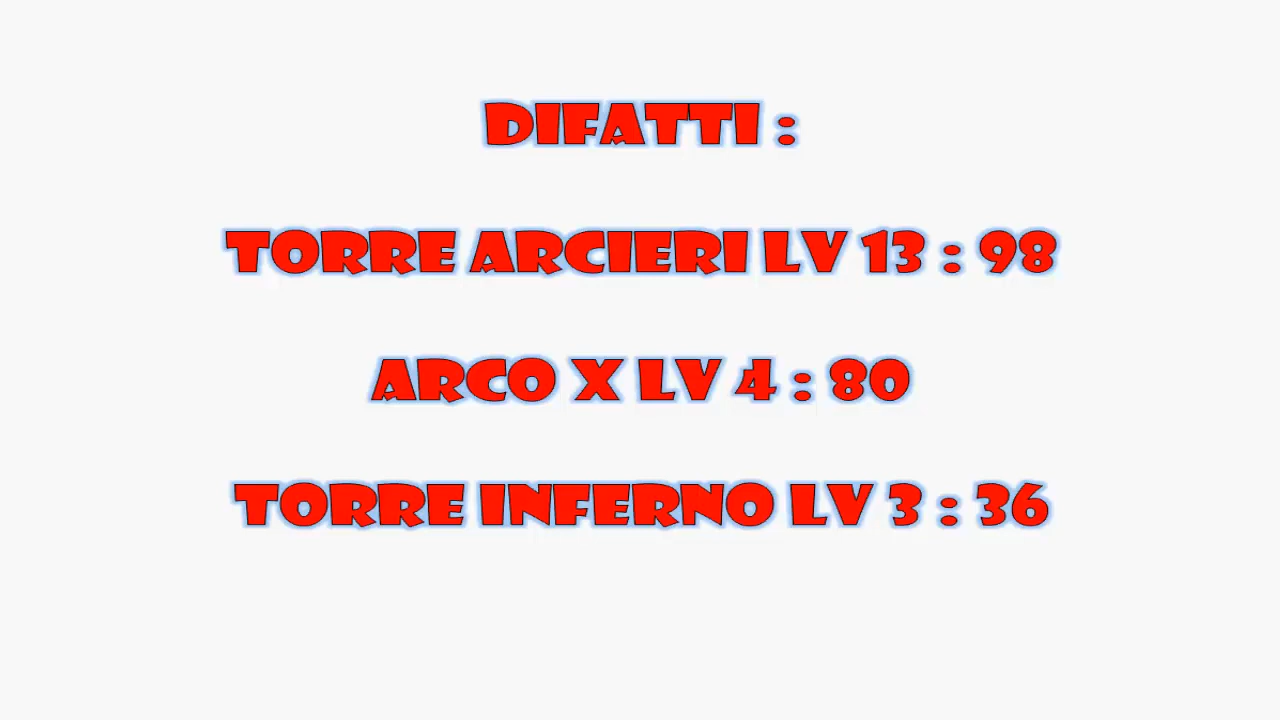 DIFATTI :
TORRE ARCIERI LV 13 : 98
ARCO X LV 4 : 80
TORRE INFERNO LV 3 : 36